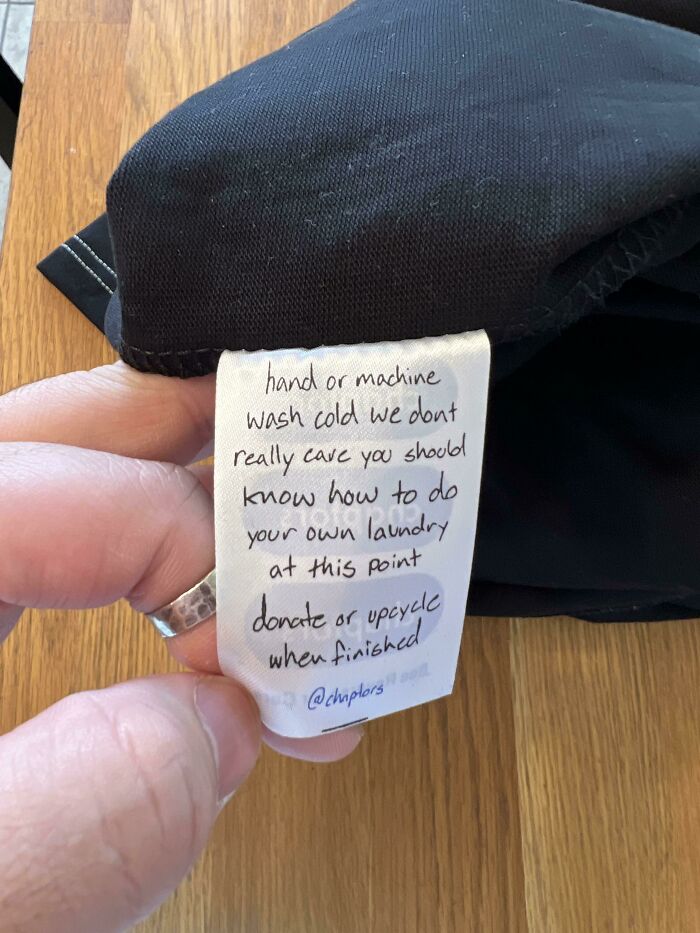 hand or machine
wash cold we dont
really care you should
know how to do
your own laundry
at this point
donate or upcycle
when finished
@chaptors